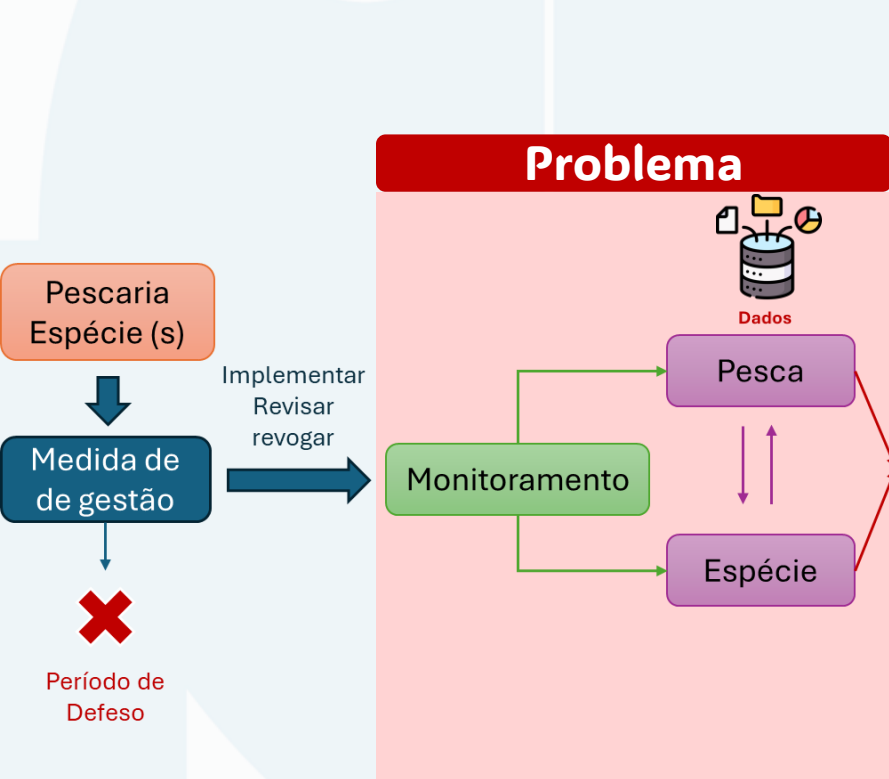 Problema
Dados
Pescaria
Espécie (s)
Implementar
Revisar
revogar
Pesca
Medida de
de gestão
Monitoramento
Espécie
Período de
Defeso